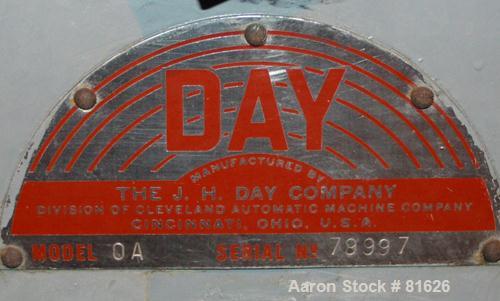 DAY
MANUFACTURED BY
THE J. H. DAY COMPANY
DIVISION OF CLEVELAND AUTOMATIC MACHINE COMPANY
CINCINNATI, OHIO, U.S.A.
MODEL OA SERIAL Nº 79997
Aaron Stock # 81626